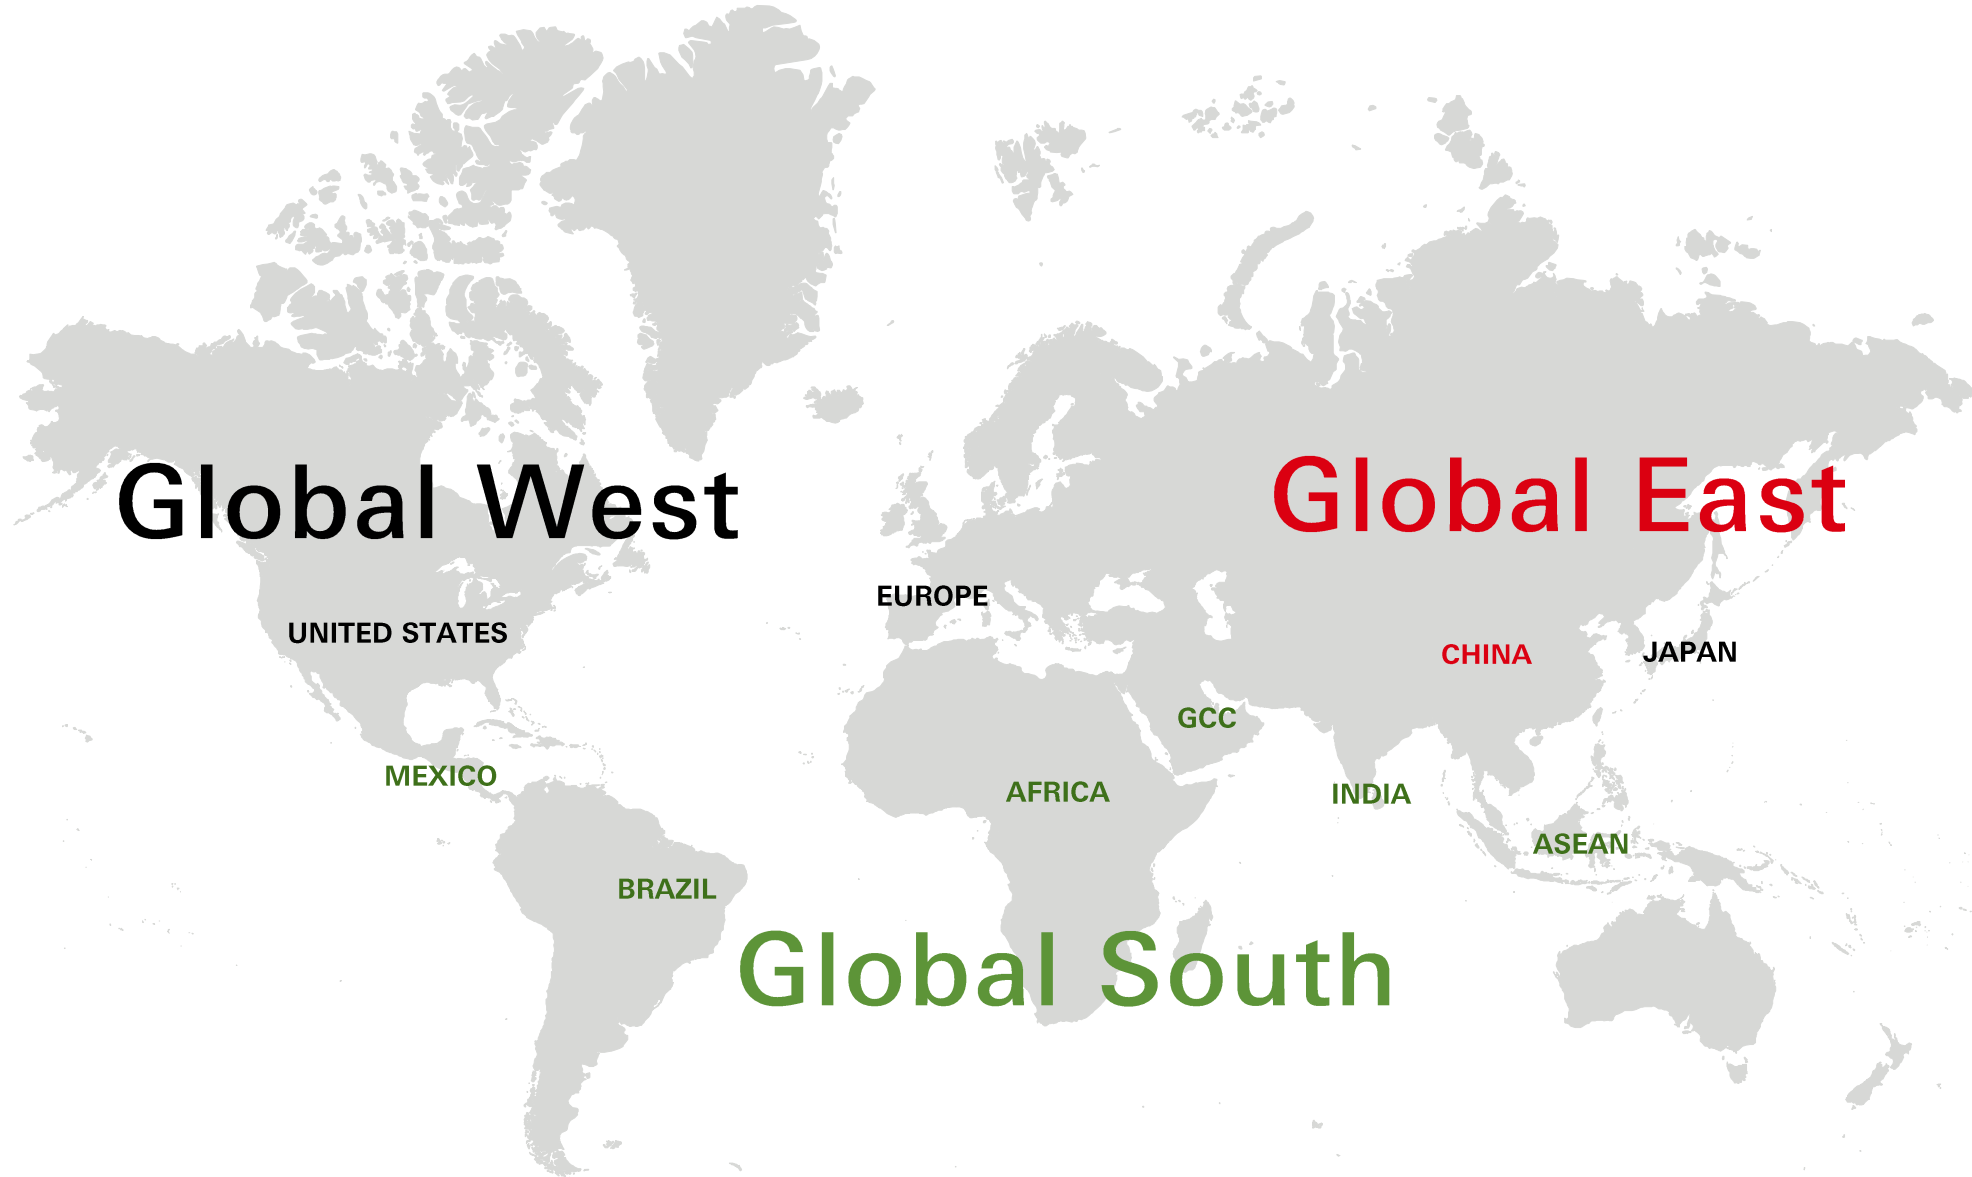 Global West
Global East
EUROPE
UNITED STATES
CHINA
JAPAN
GCC
MEXICO
AFRICA
INDIA
ASEAN
BRAZIL
Global South